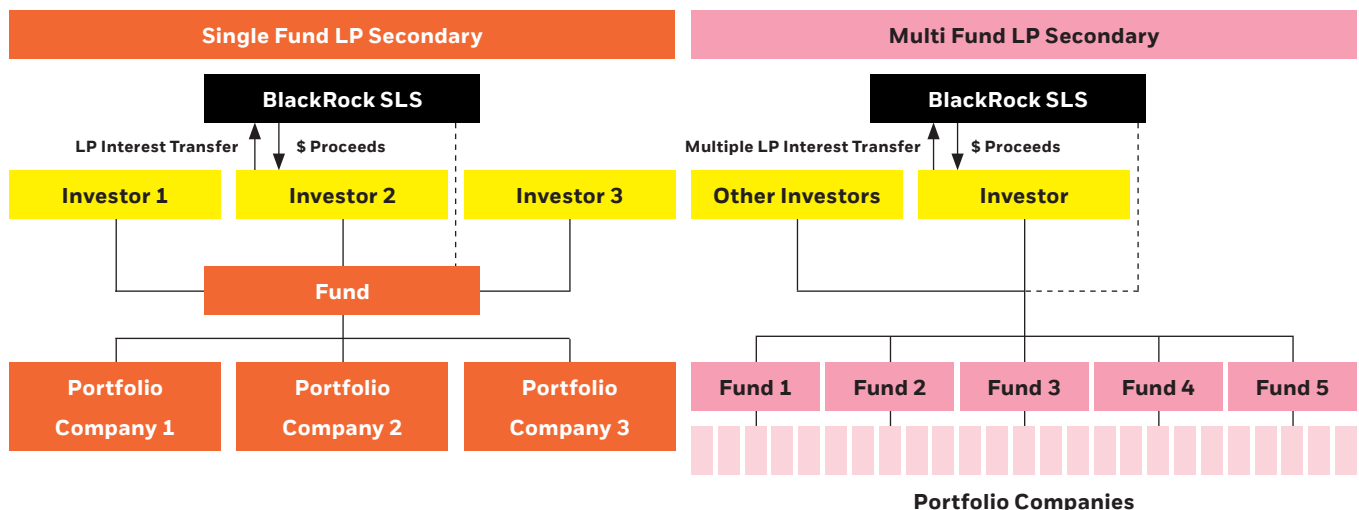 Single Fund LP Secondary
BlackRock SLS
LP Interest Transfer
$ Proceeds
Investor 1
Investor 2
Investor 3
Fund
Portfolio
Company 1
Portfolio
Company 2
Portfolio
Company 3
Multi Fund LP Secondary
BlackRock SLS
Multiple LP Interest Transfer
$ Proceeds
Other Investors
Investor
Fund 1
Fund 2
Fund 3
Fund 4
Fund 5
Portfolio Companies